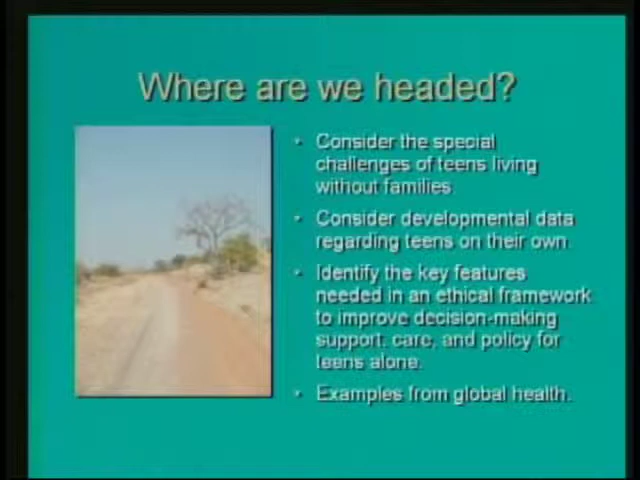 Where are we headed?
• Consider the special
challenges of teens living
without families.
• Consider developmental data
regarding teens on their own.
• Identify the key features
needed in an ethical framework
to improve decision-making
support, care, and policy for
teens alone.
• Examples from global health.